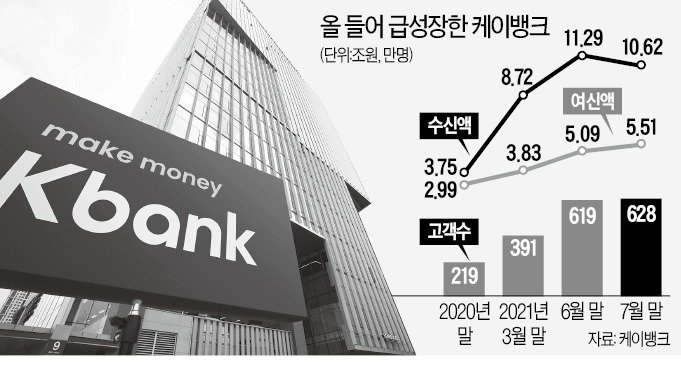 올 들어 급성장한 케이뱅크
(단위:조원, 만명)
make money
Kbank
9
수신액
3.75
8.72
11.29
10.62
여신액
2.99
3.83
5.09
5.51
고객수
219
391
619
628
2020년 말
2021년 3월 말
6월 말
7월 말
자료: 케이뱅크